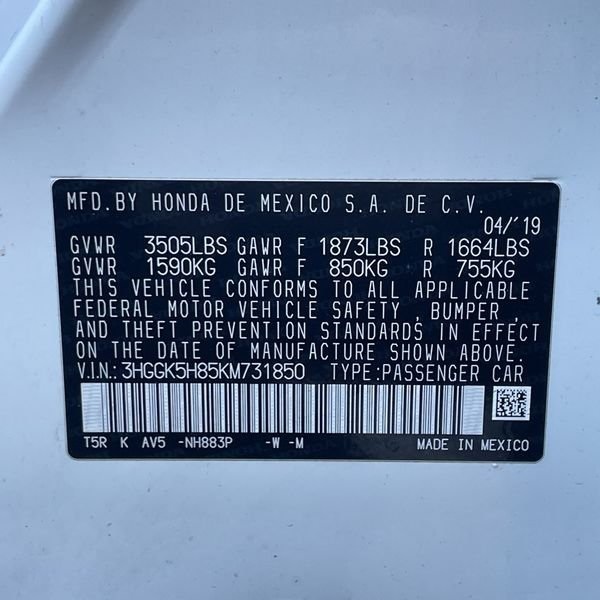 MFD.BY HONDA DE MEXICO S.A. DE C.V.
04/'19
GVWR 3505LBS GAWR F 1873LBS R 1664LBS
GVWR 1590KG GAWR F 850KG R 755KG
THIS VEHICLE CONFORMS TO ALL APPLICABLE
FEDERAL MOTOR VEHICLE SAFETY , BUMPER ,
AND THEFT PREVENTION STANDARDS IN EFFECT
ON THE DATE OF MANUFACTURE SHOWN ABOVE.
V.I.N.: 3HGGK5H85KM731850 TYPE:PASSENGER CAR
T5R K AV5 -NH883P -W -M MADE IN MEXICO